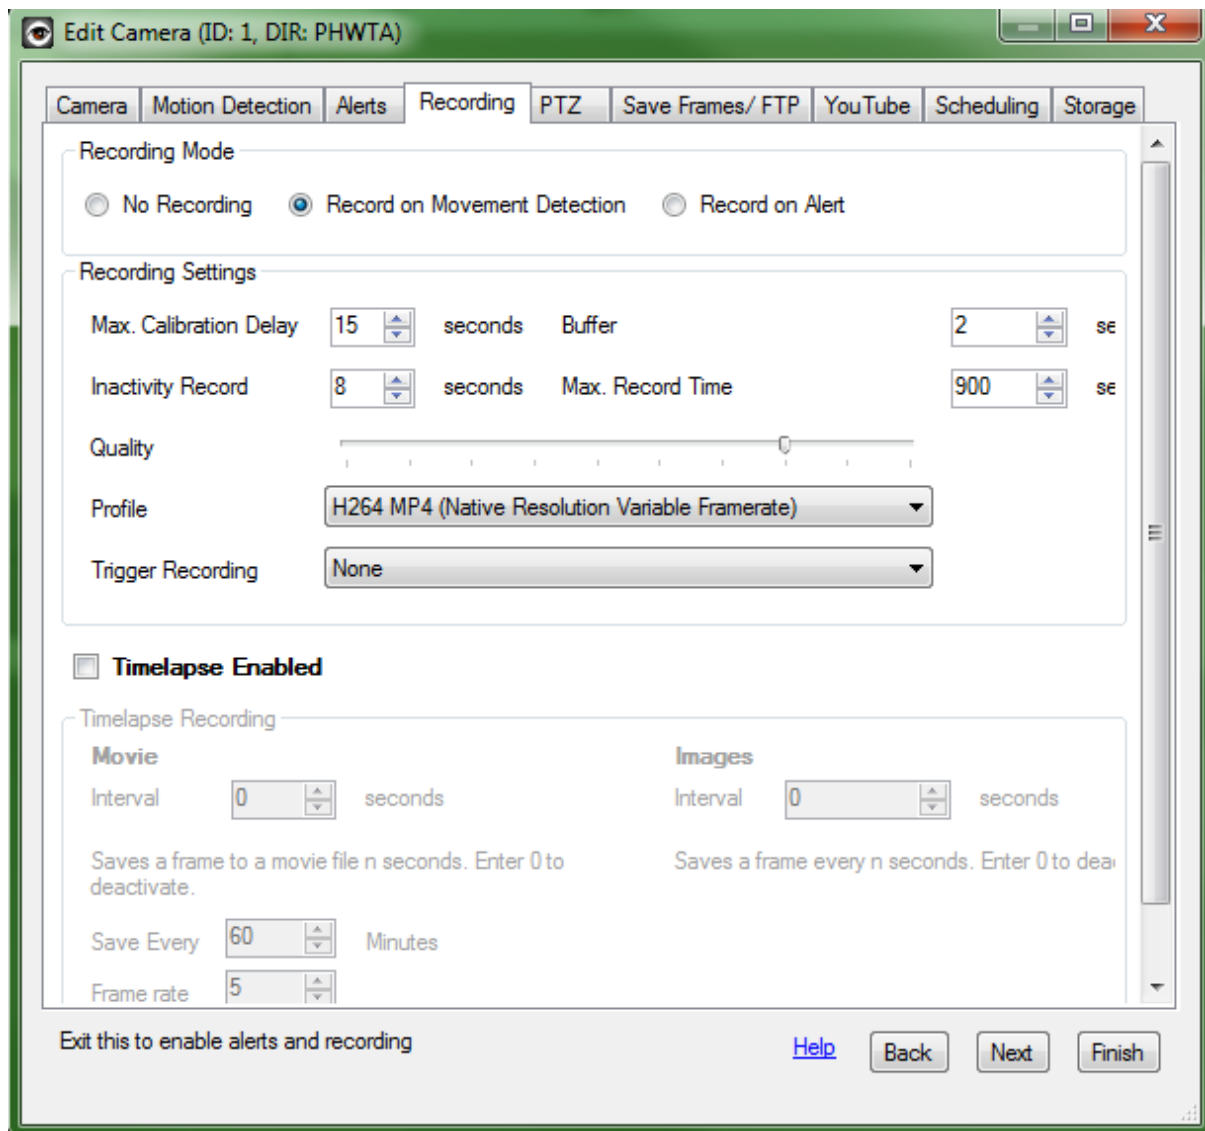 Edit Camera (ID: 1, DIR: PHWTA)
Camera Motion Detection Alerts Recording PTZ Save Frames/ FTP YouTube Scheduling Storage
Recording Mode
No Recording Record on Movement Detection Record on Alert
Recording Settings
Max. Calibration Delay 15 seconds Buffer 2 se
Inactivity Record 8 seconds Max. Record Time 900 se
Quality
Profile H264 MP4 (Native Resolution Variable Framerate)
Trigger Recording None
Timelapse Enabled
Timelapse Recording
Movie Images
Interval 0 seconds Interval 0 seconds
Saves a frame to a movie file n seconds. Enter 0 to Saves a frame every n seconds. Enter 0 to dea
deactivate.
Save Every 60 Minutes
Frame rate 5
Exit this to enable alerts and recording
Help Back Next Finish